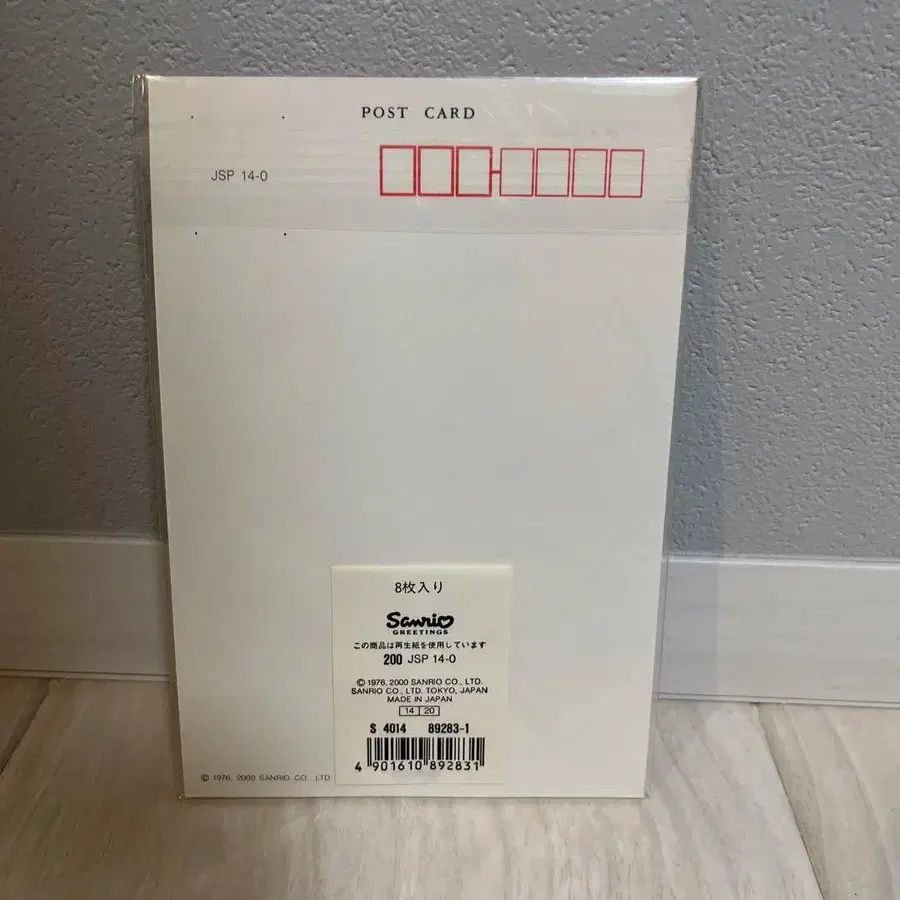 POST CARD
JSP 14-0
8枚入り
Sanrio
GREETINGS
この商品は再生紙を使用しています
200 JSP 14-0
© 1976, 2000 SANRIO CO., LTD.
SANRIO CO., LTD. TOKYO, JAPAN
MADE IN JAPAN
14 20
S 4014 89283-1
4 901610 892831
© 1976, 2000 SANRIO CO., LTD